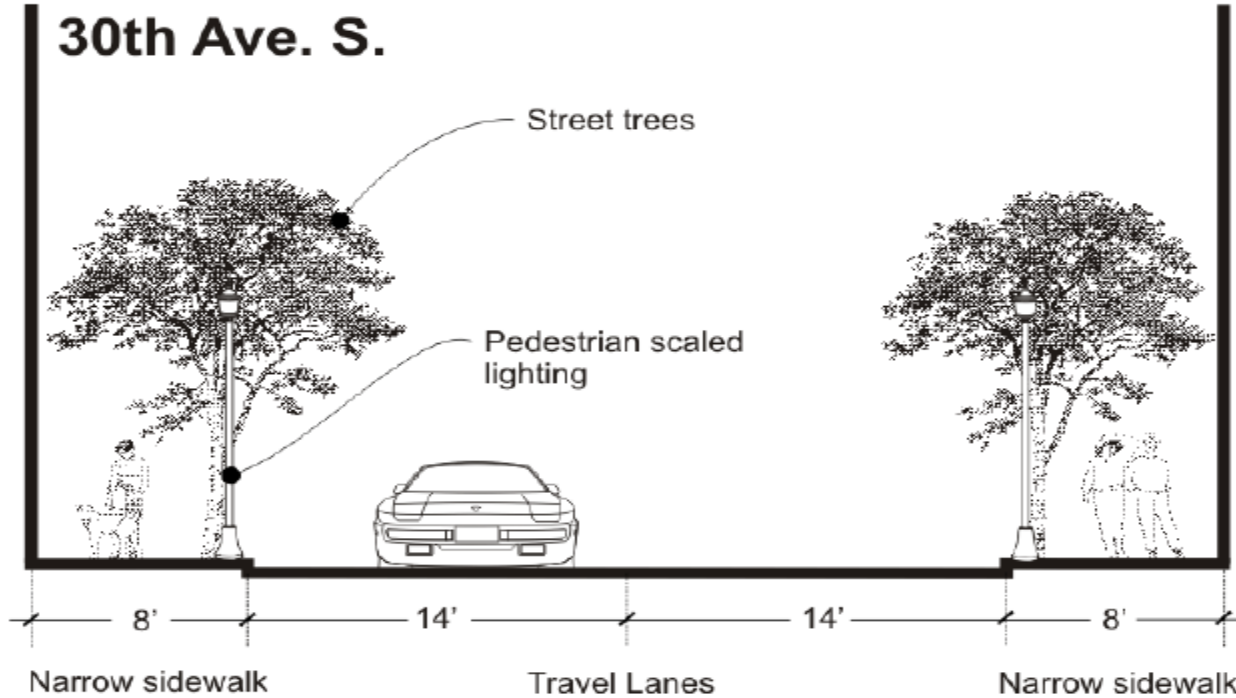 30th Ave. S.
Street trees
Pedestrian scaled
lighting
8' 14' 14' 8'
Narrow sidewalk Travel Lanes Narrow sidewalk